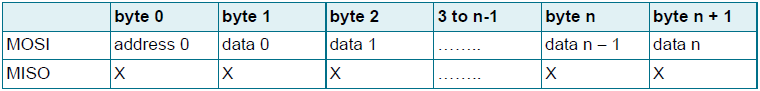 byte 0 byte 1 byte 2 3 to n-1 byte n byte n + 1
MOSI address 0 data 0 data 1 …….. data n – 1 data n
MISO X X X …….. X X